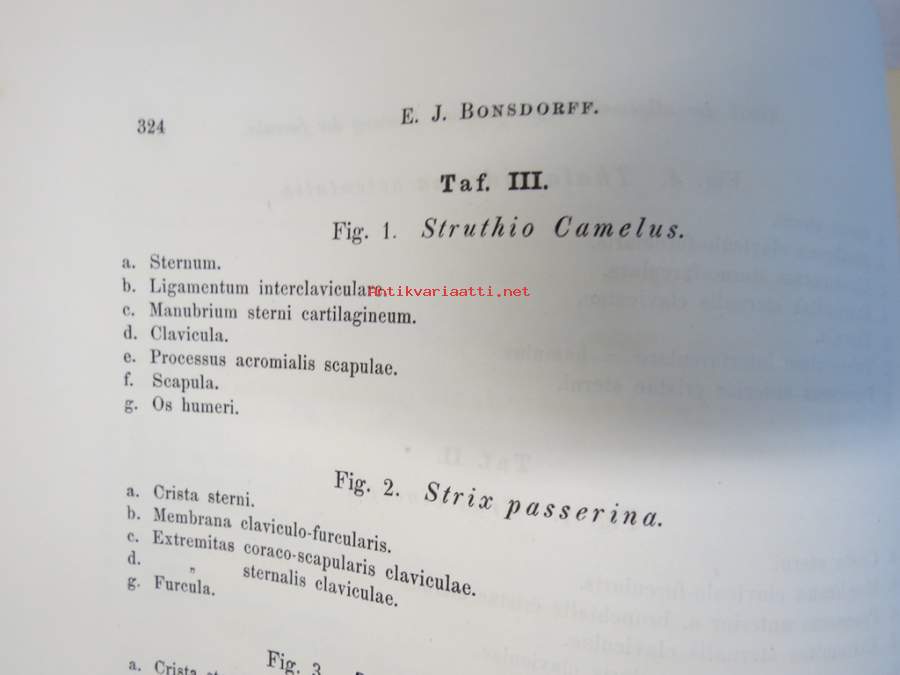 324
E. J. BONSDORFF.
Taf. III.
Fig. 1. Struthio Camelus.
a. Sternum.
b. Ligamentum interclaviculare.
Antikvariaatti.net
c. Manubrium sterni cartilagineum.
d. Clavicula.
e. Processus acromialis scapulae.
f. Scapula.
g. Os humeri.
Fig. 2. Strix passerina.
a. Crista sterni.
b. Membrana claviculo-furcularis.
c. Extremitas coraco-scapularis claviculae.
d. „ sternalis claviculae.
g. Furcula.
Fig. 3
a. Crista